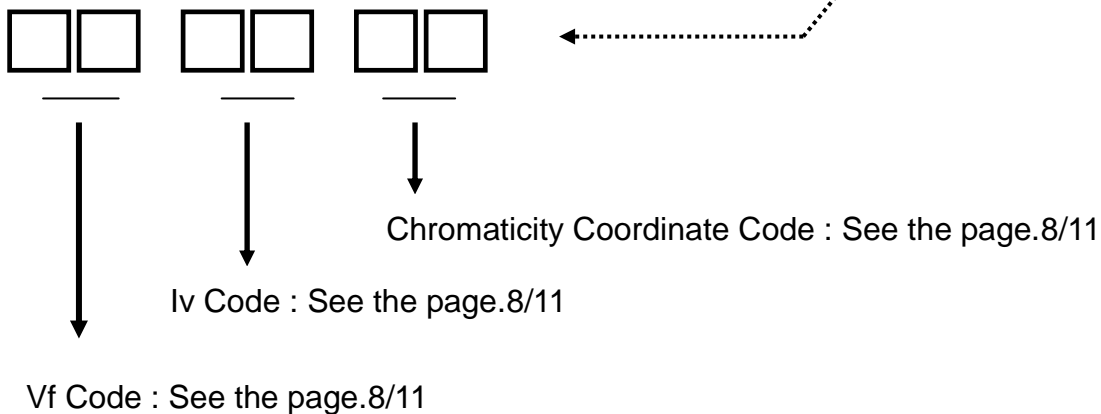 Chromaticity Coordinate Code : See the page.8/11
Iv Code : See the page.8/11
Vf Code : See the page.8/11